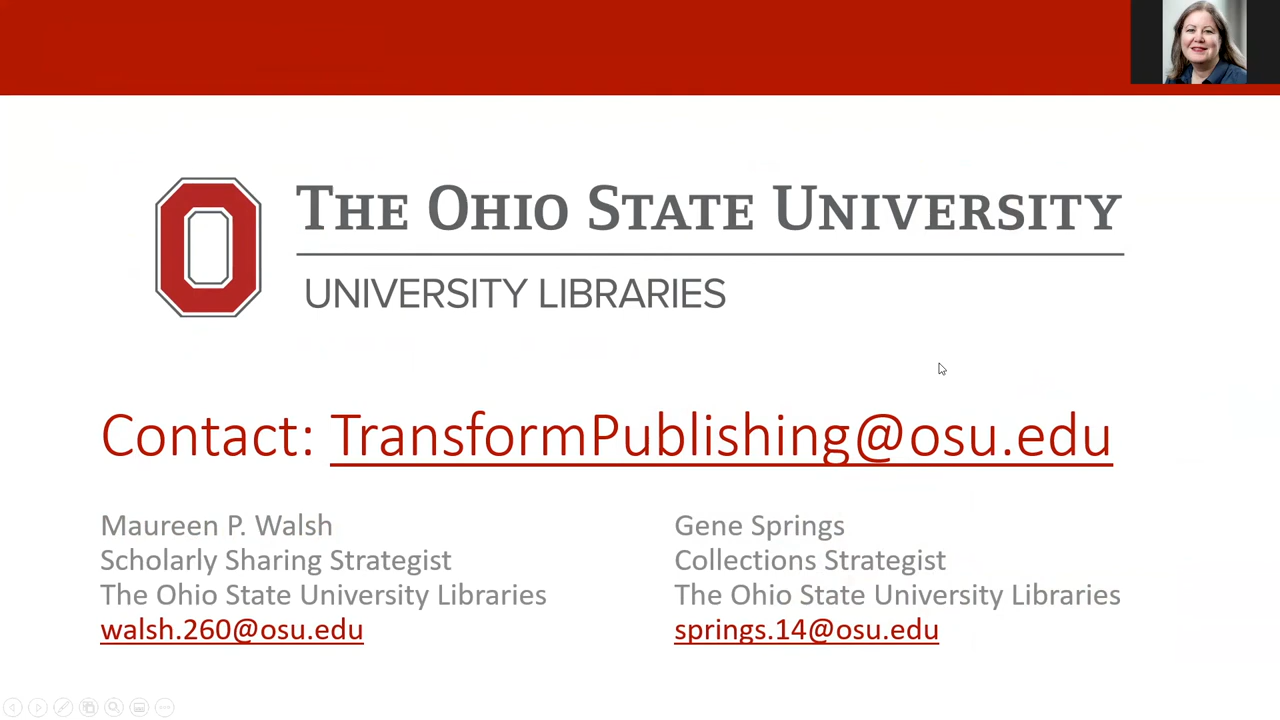 THE OHIO STATE UNIVERSITY
UNIVERSITY LIBRARIES
Contact: TransformPublishing@osu.edu
Maureen P. Walsh
Scholarly Sharing Strategist
The Ohio State University Libraries
walsh.260@osu.edu
Gene Springs
Collections Strategist
The Ohio State University Libraries
springs.14@osu.edu